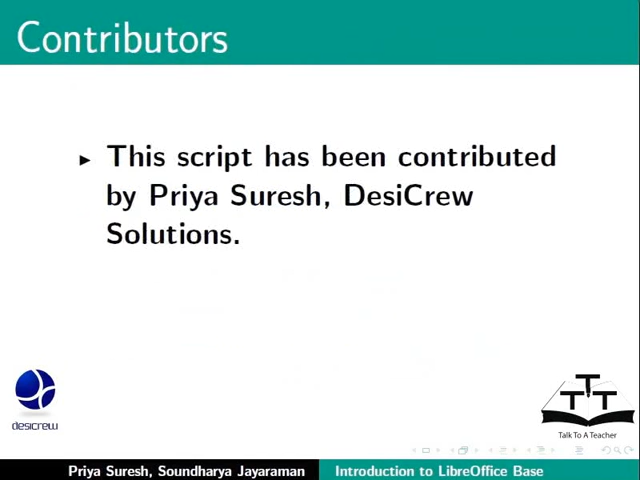 Contributors
This script has been contributed
by Priya Suresh, DesiCrew
Solutions.
desicrew
T
T T
Talk To A Teacher
Priya Suresh, Soundharya Jayaraman
Introduction to LibreOffice Base